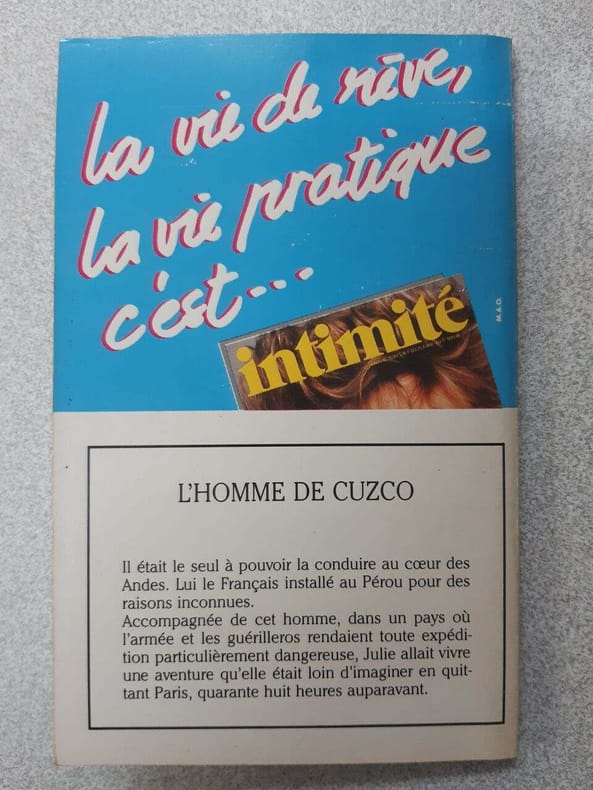 la vie de rêve,
la vie pratique
c'est...
intimité
M.A.O.
L'HOMME DE CUZCO
Il était le seul à pouvoir la conduire au cœur des
Andes. Lui le Français installé au Pérou pour des
raisons inconnues.
Accompagnée de cet homme, dans un pays où
l'armée et les guérilleros rendaient toute expédi-
tion particulièrement dangereuse, Julie allait vivre
une aventure qu'elle était loin d'imaginer en quit-
tant Paris, quarante huit heures auparavant.